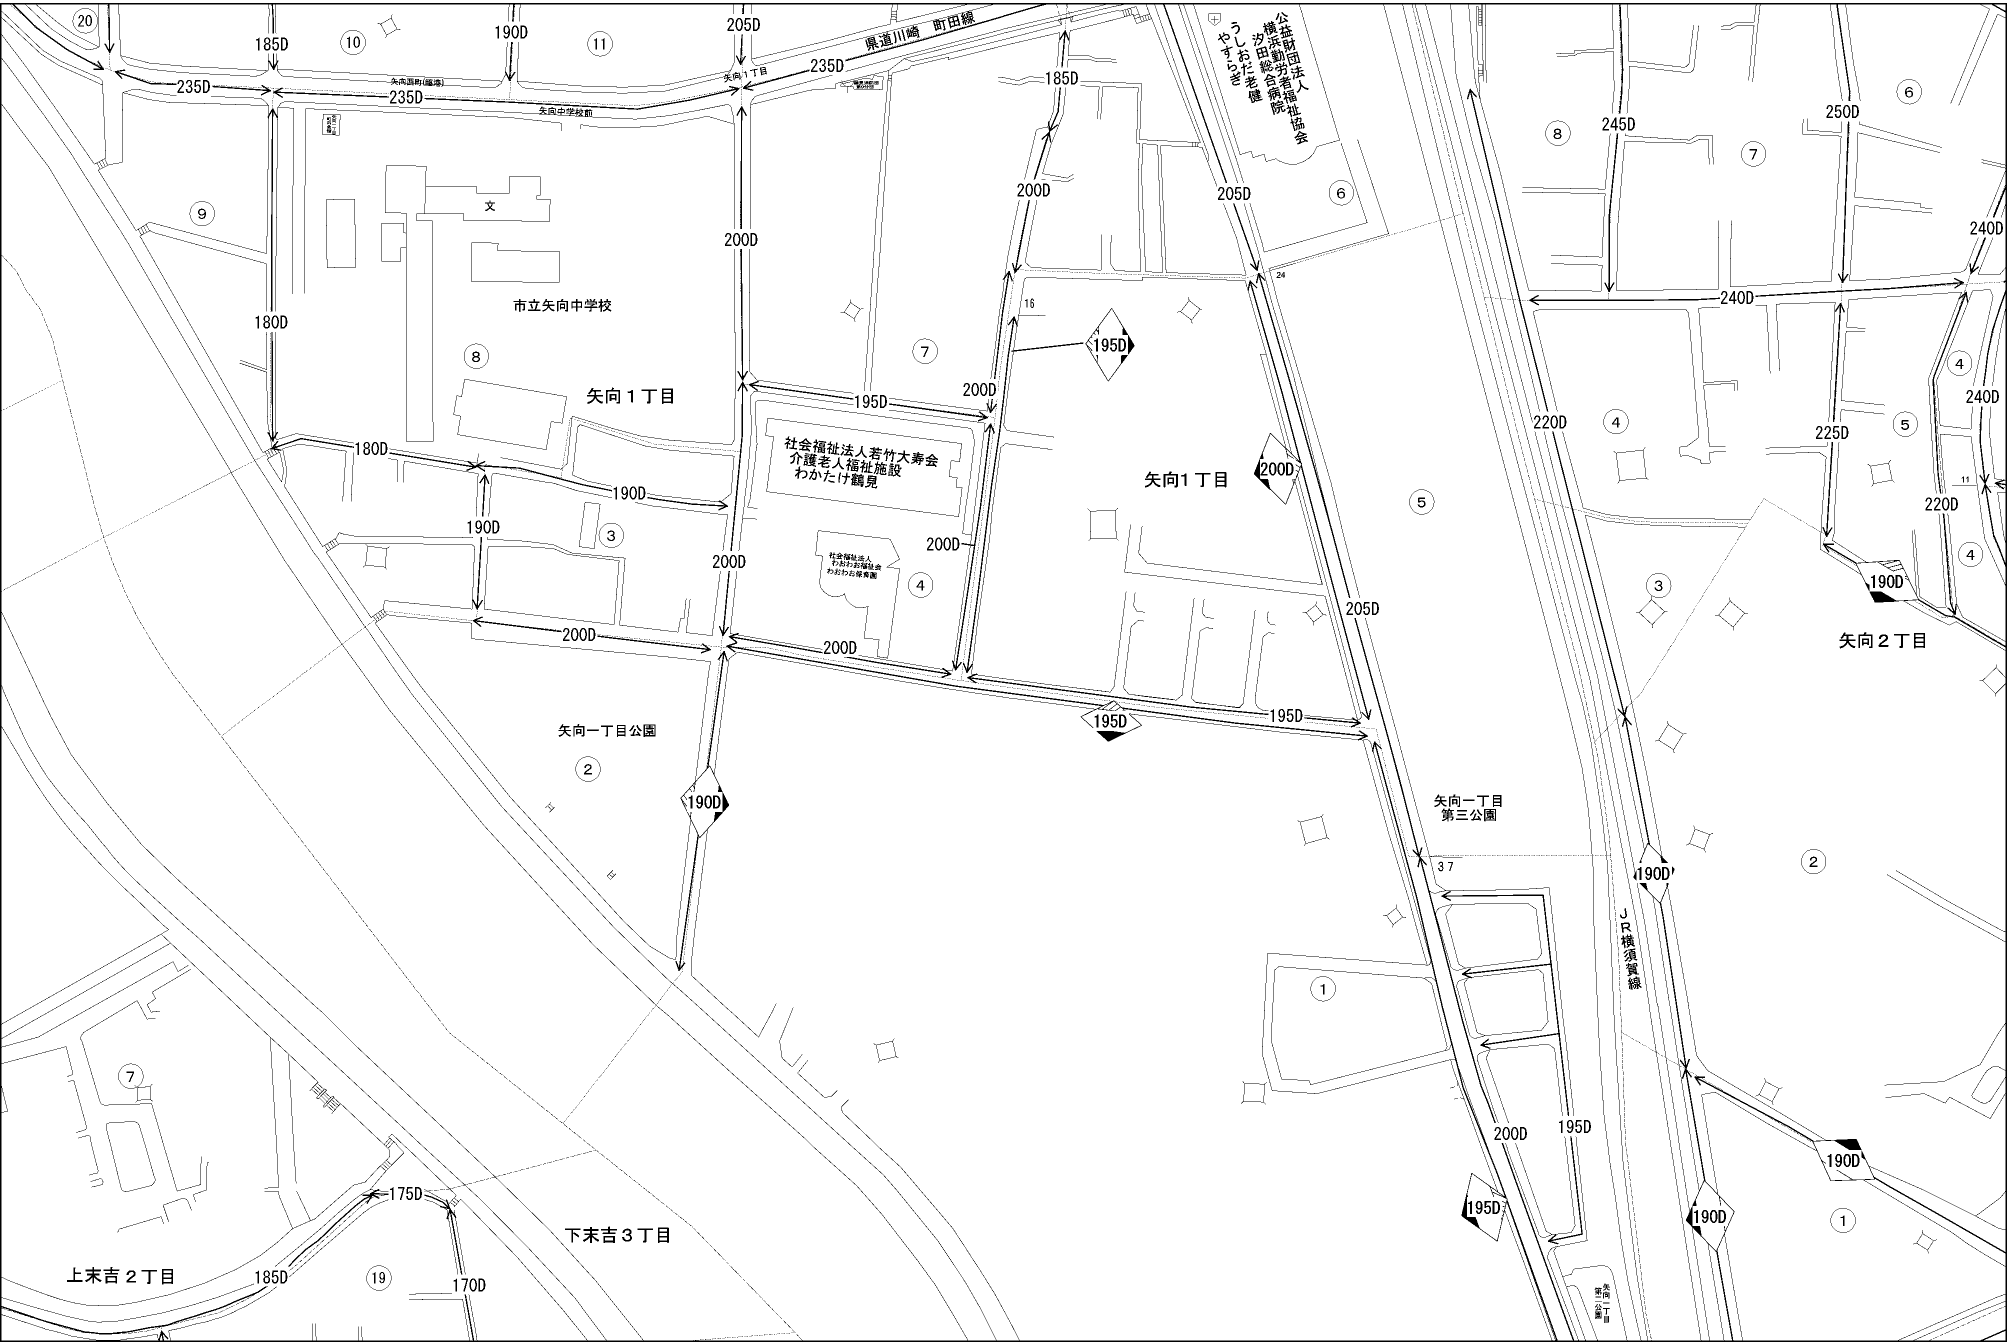 20
185D
10
190D
11
205D
県道川崎 町田線
矢向1丁目
235D
235D
235D
矢向中学校前
185D
公益財団法人
横浜勤労者福祉協会
汐田総合病院
うしおだ老健
やすらぎ
6
8
245D
7
250D
6
9
文
200D
200D
205D
6
240D
市立矢向中学校
180D
8
矢向1丁目
16
195D
7
24
240D
4
240D
200D
195D
220D
4
225D
5
180D
社会福祉法人若竹大寿会
介護老人福祉施設
わかたけ鶴見
矢向1丁目
200D
5
11
220D
190D
190D
3
200D
200D
社会福祉法人
わおわお福祉会
わおわお保育園
4
205D
3
190D
4
矢向2丁目
200D
200D
195D
195D
矢向一丁目公園
2
190D
矢向一丁目
第三公園
37
190D
2
JR横須賀線
1
7
200D
195D
190D
175D
195D
190D
1
下末吉3丁目
上末吉2丁目
185D
19
170D
矢向一丁目
第二公園